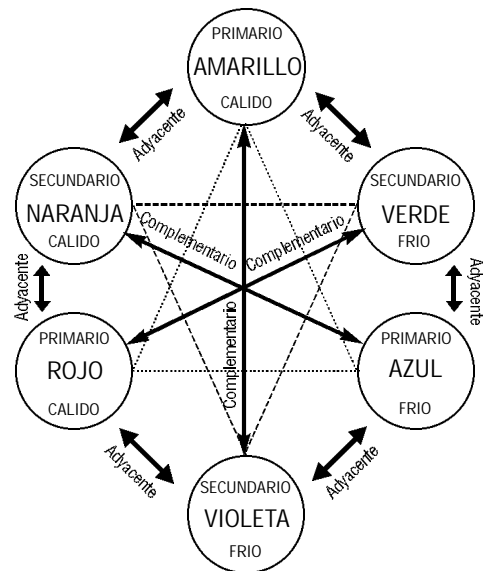 PRIMARIO
AMARILLO
CALIDO
Adyacente
Adyacente
SECUNDARIO
NARANJA
CALIDO
SECUNDARIO
VERDE
FRIO
Complementario
Complementario
Complementario
Adyacente
Adyacente
PRIMARIO
ROJO
CALIDO
PRIMARIO
AZUL
FRIO
Adyacente
Adyacente
SECUNDARIO
VIOLETA
FRIO